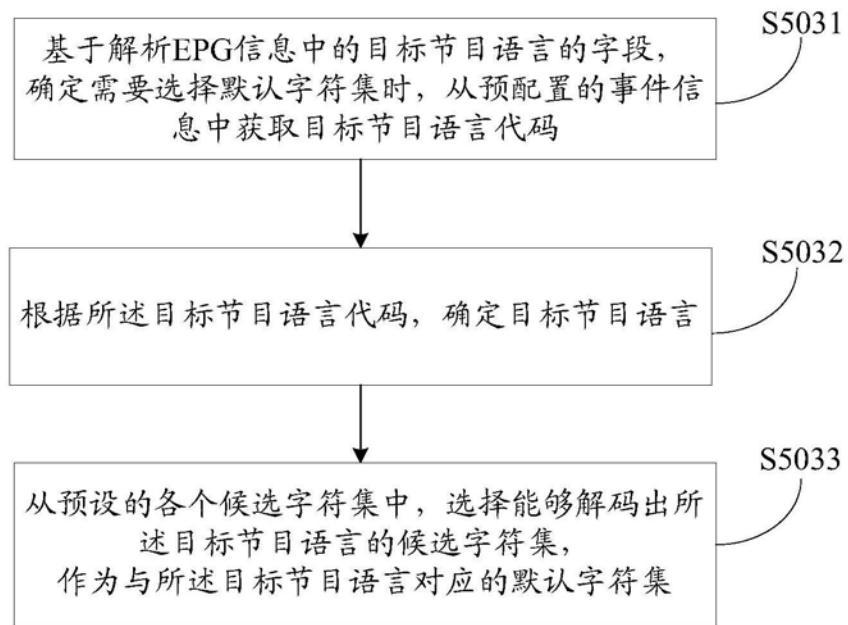 S5031
基于解析EPG信息中的目标节目语言的字段，
确定需要选择默认字符集时，从预配置的事件信
息中获取目标节目语言代码
S5032
根据所述目标节目语言代码，确定目标节目语言
S5033
从预设的各个候选字符集中，选择能够解码出所
述目标节目语言的候选字符集，
作为与所述目标节目语言对应的默认字符集